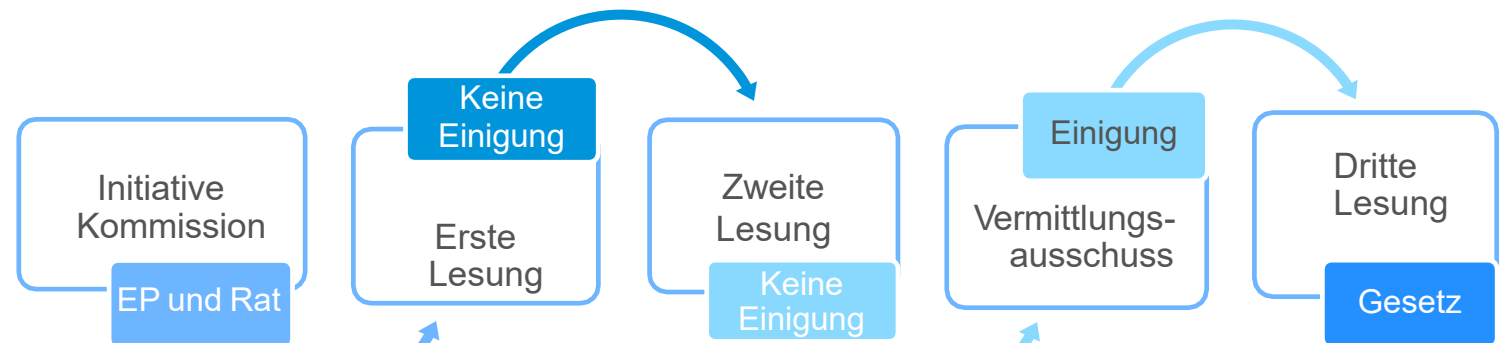 Initiative
Kommission
EP und Rat
Keine
Einigung
Erste
Lesung
Zweite
Lesung
Keine
Einigung
Einigung
Vermittlungs-
ausschuss
Dritte
Lesung
Gesetz